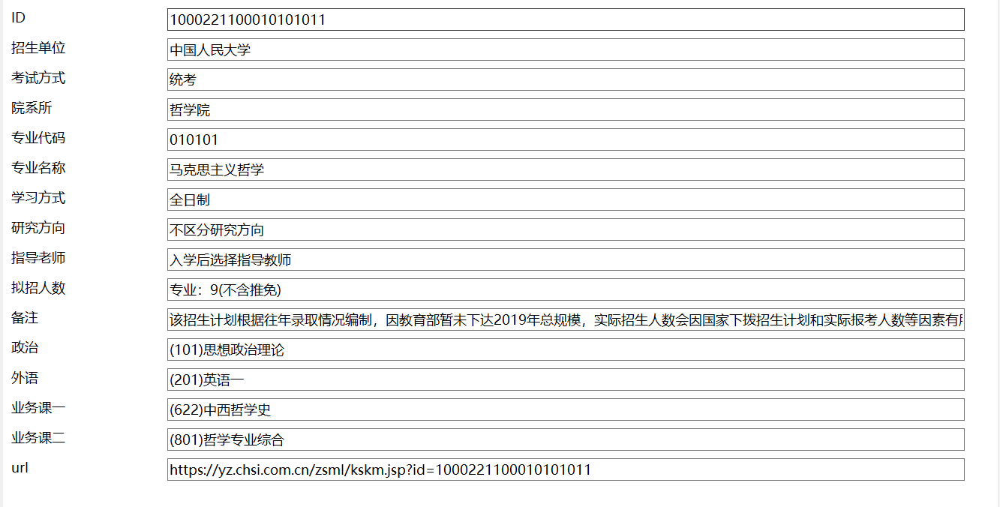 ID 1000221100010101011
招生单位 中国人民大学
考试方式 统考
院系所 哲学院
专业代码 010101
专业名称 马克思主义哲学
学习方式 全日制
研究方向 不区分研究方向
指导老师 入学后选择指导教师
拟招人数 专业：9(不含推免)
备注 该招生计划根据往年录取情况编制，因教育部暂未下达2019年总规模，实际招生人数会因国家下拨招生计划和实际报考人数等因素有
政治 (101)思想政治理论
外语 (201)英语一
业务课一 (622)中西哲学史
业务课二 (801)哲学专业综合
url https://yz.chsi.com.cn/zsml/kskm.jsp?id=1000221100010101011